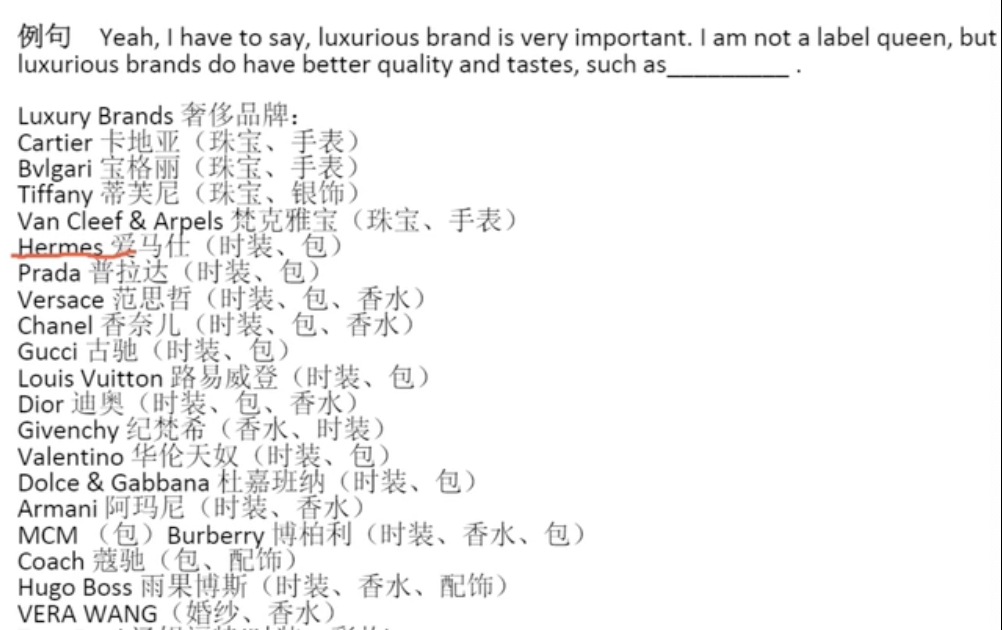 例句 Yeah, I have to say, luxurious brand is very important. I am not a label queen, but
luxurious brands do have better quality and tastes, such as__________ .
Luxury Brands 奢侈品牌：
Cartier 卡地亚（珠宝、手表）
Bvlgari 宝格丽（珠宝、手表）
Tiffany 蒂芙尼（珠宝、银饰）
Van Cleef & Arpels 梵克雅宝（珠宝、手表）
Hermes 爱马仕（时装、包）
Prada 普拉达（时装、包）
Versace 范思哲（时装、包、香水）
Chanel 香奈儿（时装、包、香水）
Gucci 古驰（时装、包）
Louis Vuitton 路易威登（时装、包）
Dior 迪奥（时装、包、香水）
Givenchy 纪梵希（香水、时装）
Valentino 华伦天奴（时装、包）
Dolce & Gabbana 杜嘉班纳（时装、包）
Armani 阿玛尼（时装、香水）
MCM （包）Burberry 博柏利（时装、香水、包）
Coach 蔻驰（包、配饰）
Hugo Boss 雨果博斯（时装、香水、配饰）
VERA WANG（婚纱、香水）